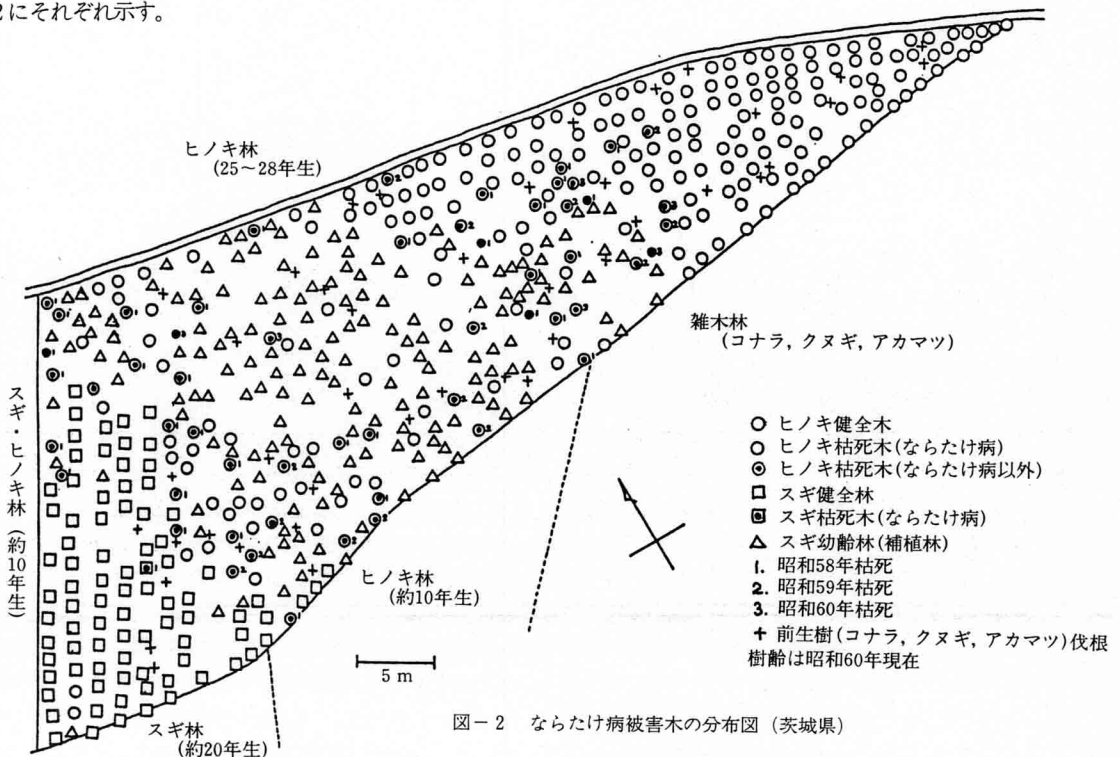 2にそれぞれ示す。
ヒノキ林
(25~28年生)
雑木林
(コナラ, クヌギ, アカマツ)
スギ・ヒノキ林(約10年生)
ヒノキ林
(約10年生)
スギ林
(約20年生)
5m
ヒノキ健全木
ヒノキ枯死木(ならたけ病)
ヒノキ枯死木(ならたけ病以外)
スギ健全林
スギ枯死木(ならたけ病)
スギ幼齢林(補植林)
1. 昭和58年枯死
2. 昭和59年枯死
3. 昭和60年枯死
+ 前生樹(コナラ, クヌギ, アカマツ)伐根
樹齢は昭和60年現在
図-2 ならたけ病被害木の分布図 (茨城県)